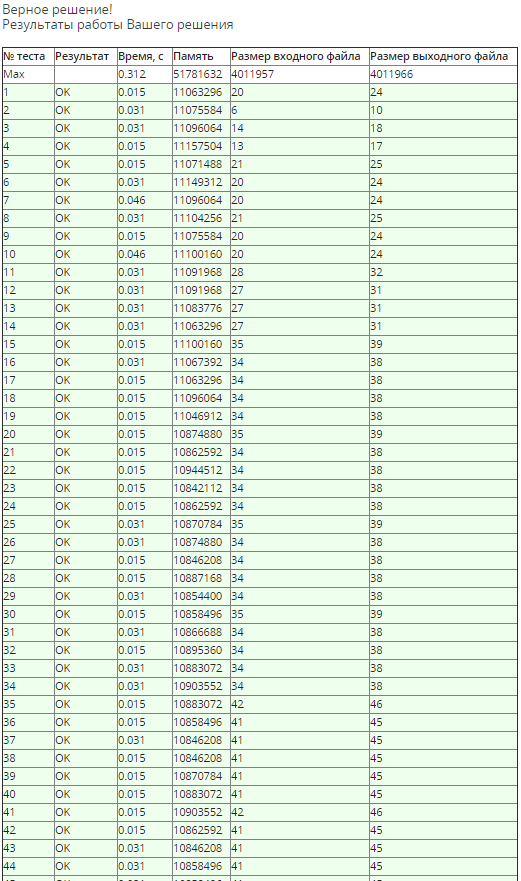 Верное решение!
Результаты работы Вашего решения
№ теста Результат Время, с Память Размер входного файла Размер выходного файла
Max 0.312 51781632 4011957 4011966
1 OK 0.015 11063296 20 24
2 OK 0.031 11075584 6 10
3 OK 0.031 11096064 14 18
4 OK 0.015 11157504 13 17
5 OK 0.015 11071488 21 25
6 OK 0.031 11149312 20 24
7 OK 0.046 11096064 20 24
8 OK 0.031 11104256 21 25
9 OK 0.015 11075584 20 24
10 OK 0.046 11100160 20 24
11 OK 0.031 11091968 28 32
12 OK 0.031 11091968 27 31
13 OK 0.031 11083776 27 31
14 OK 0.031 11063296 27 31
15 OK 0.015 11100160 35 39
16 OK 0.031 11067392 34 38
17 OK 0.015 11063296 34 38
18 OK 0.015 11096064 34 38
19 OK 0.015 11046912 34 38
20 OK 0.015 10874880 35 39
21 OK 0.015 10862592 34 38
22 OK 0.015 10944512 34 38
23 OK 0.015 10842112 34 38
24 OK 0.015 10862592 34 38
25 OK 0.031 10870784 35 39
26 OK 0.031 10874880 34 38
27 OK 0.015 10846208 34 38
28 OK 0.015 10887168 34 38
29 OK 0.031 10854400 34 38
30 OK 0.015 10858496 35 39
31 OK 0.031 10866688 34 38
32 OK 0.015 10895360 34 38
33 OK 0.031 10883072 34 38
34 OK 0.031 10903552 34 38
35 OK 0.015 10883072 42 46
36 OK 0.015 10858496 41 45
37 OK 0.031 10846208 41 45
38 OK 0.015 10846208 41 45
39 OK 0.015 10870784 41 45
40 OK 0.015 10883072 41 45
41 OK 0.015 10903552 42 46
42 OK 0.015 10862592 41 45
43 OK 0.031 10846208 41 45
44 OK 0.031 10858496 41 45